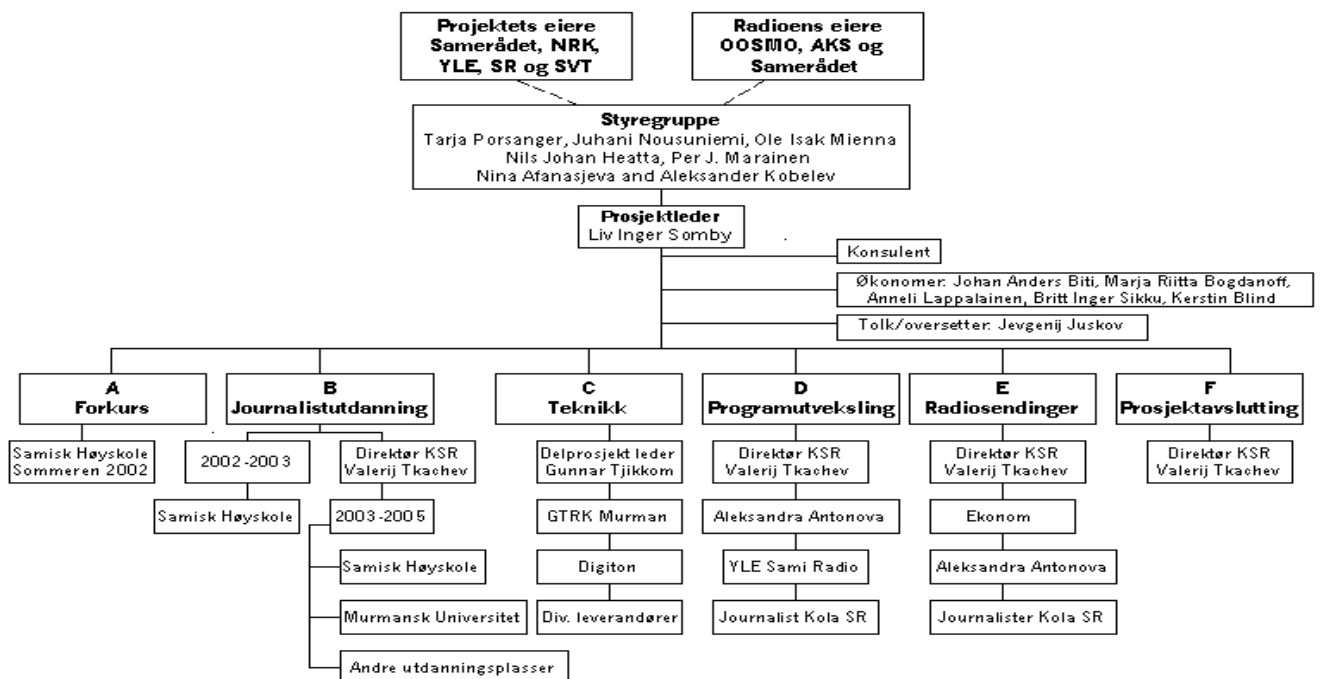 Projektets eiere
Samerådet, NRK,
YLE, SR og SVT
Radioens eiere
OOSMO, AKS og
Samerådet
Styregruppe
Tarja Porsanger, Juhani Nousuniemi, Ole Isak Mienna
Nils Johan Heatta, Per J. Marainen
Nina Afanasjeva and Aleksander Kobelev
Prosjektleder
Liv Inger Somby
Konsulent
Økonomer: Johan Anders Biti, Marja Riitta Bogdanoff,
Anneli Lappalainen, Britt Inger Sikku, Kerstin Blind
Tolk/oversetter: Jevgenij Juskov
A
Forkurs
Samisk Høyskole
Sommeren 2002
B
Journalistutdanning
2002-2003
Samisk Høyskole
Direktør KSR
Valerij Tkachev
2003-2005
Samisk Høyskole
Murmansk Universitet
Andre utdanningsplasser
C
Teknikk
Delprosjekt leder
Gunnar Tjikkom
GTRK Murman
Digiton
Div. leverandører
D
Programutveksling
Direktør KSR
Valerij Tkachev
Aleksandra Antonova
YLE Sami Radio
Journalist Kola SR
E
Radiosendinger
Direktør KSR
Valerij Tkachev
Ekonom
Aleksandra Antonova
Journalister Kola SR
F
Prosjektavslutting
Direktør KSR
Valerij Tkachev